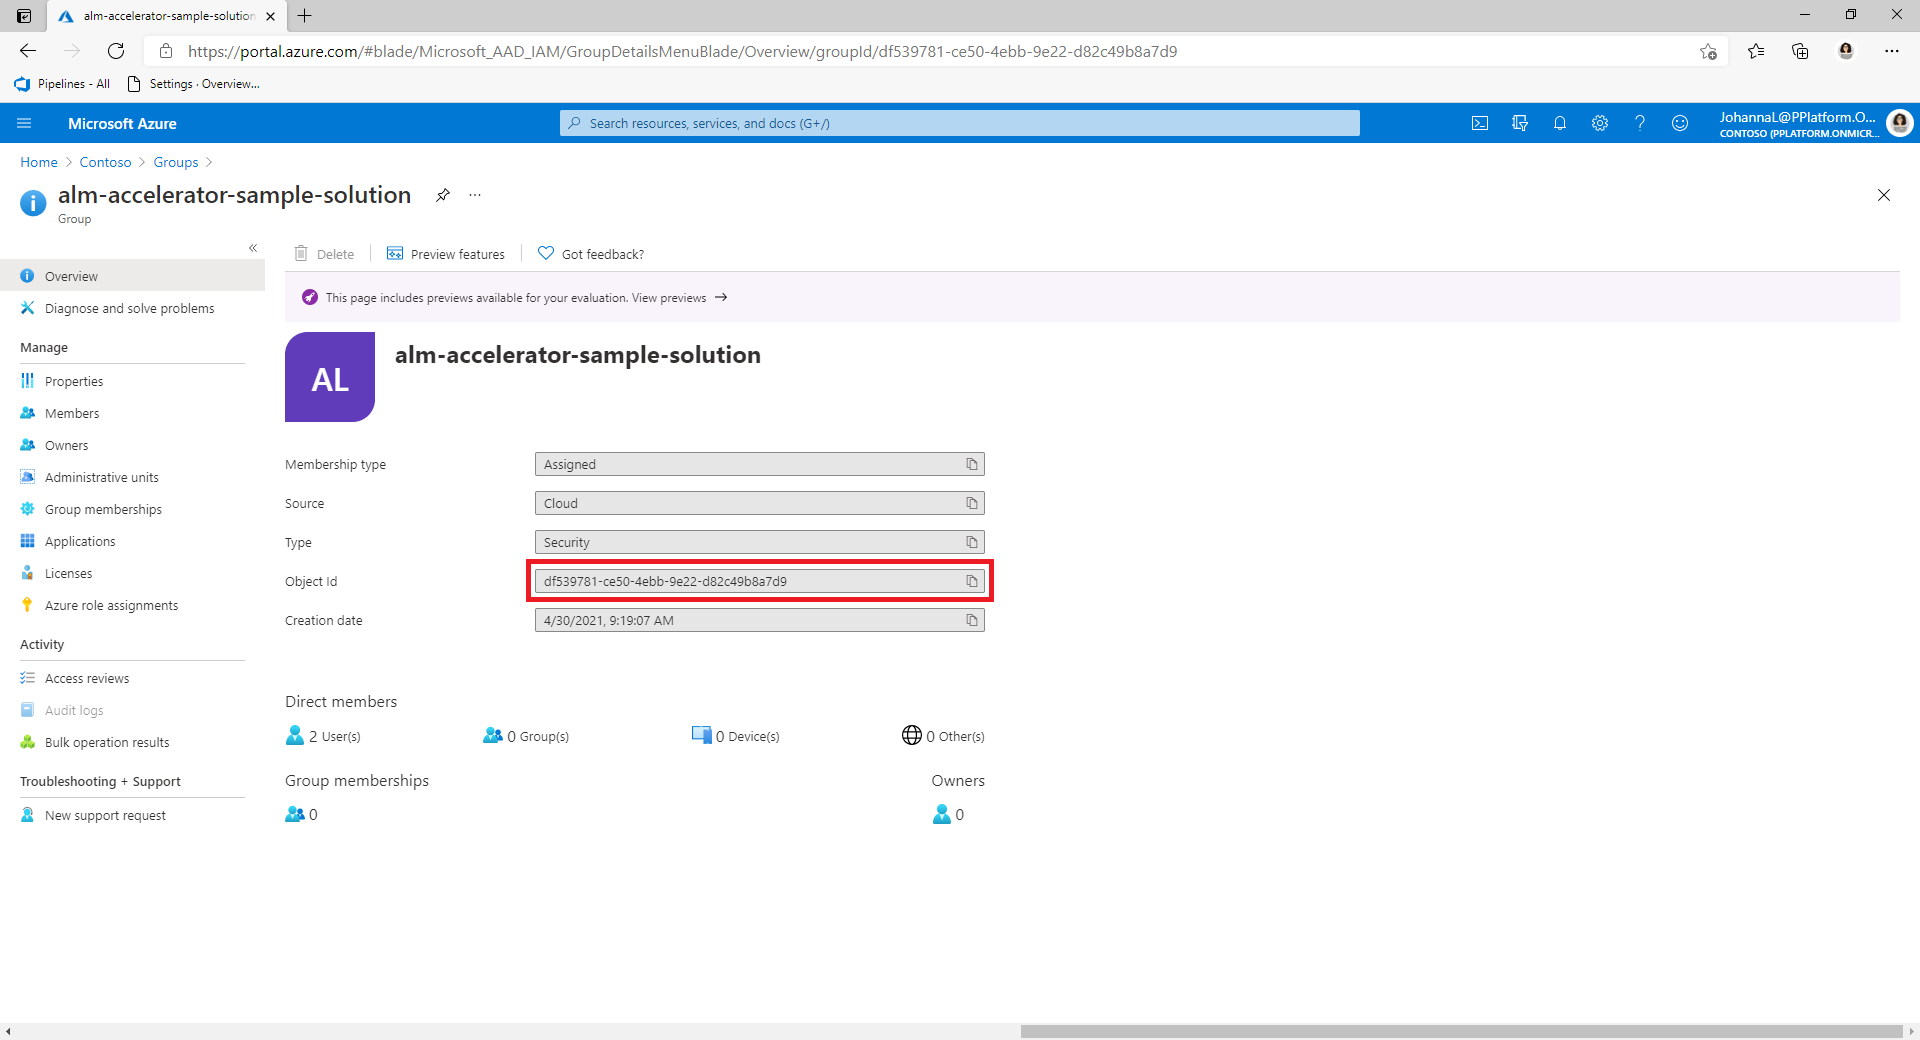 alm-accelerator-sample-solution
https://portal.azure.com/#blade/Microsoft_AAD_IAM/GroupDetailsMenuBlade/Overview/groupId/df539781-ce50-4ebb-9e22-d82c49b8a7d9
Pipelines - All
Settings · Overview...
Microsoft Azure
Search resources, services, and docs (G+/)
JohannaL@PPlatform.O...
CONTOSO (PPLATFORM.ONMICR...
Home > Contoso > Groups >
alm-accelerator-sample-solution
Group
Delete
Preview features
Got feedback?
Overview
Diagnose and solve problems
Manage
Properties
Members
Owners
Administrative units
Group memberships
Applications
Licenses
Azure role assignments
Activity
Access reviews
Audit logs
Bulk operation results
Troubleshooting + Support
New support request
This page includes previews available for your evaluation. View previews →
AL
alm-accelerator-sample-solution
Membership type
Assigned
Source
Cloud
Type
Security
Object Id
df539781-ce50-4ebb-9e22-d82c49b8a7d9
Creation date
4/30/2021, 9:19:07 AM
Direct members
2 User(s)
0 Group(s)
0 Device(s)
0 Other(s)
Group memberships
0
Owners
0